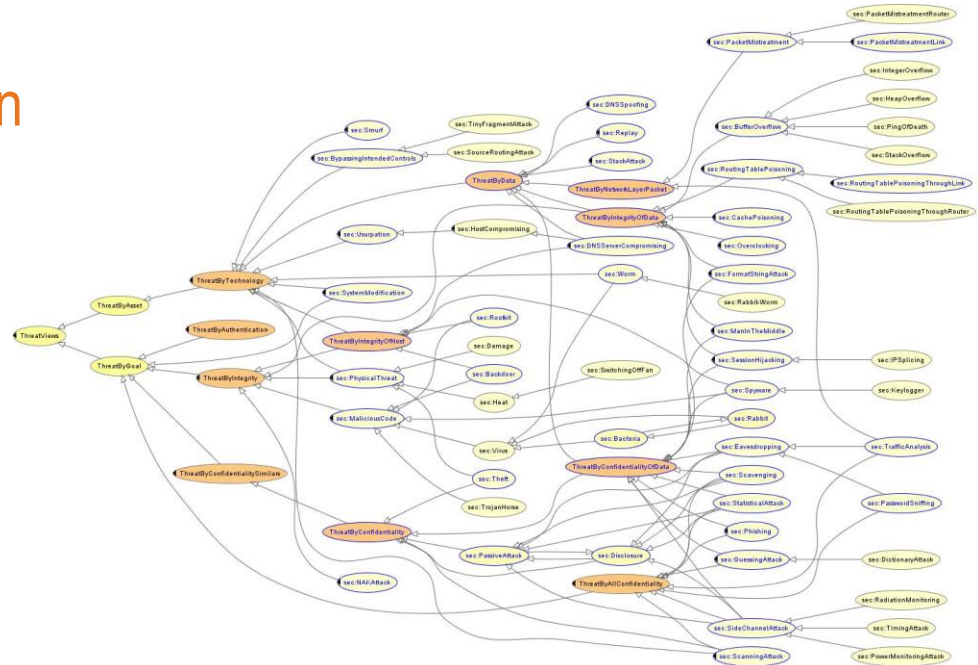 n
sec:PacketMistreatmentRouter
sec:PacketMistreatment
sec:PacketMistreatmentLink
sec:IntegerOverflow
sec:HeapOverflow
sec:DNSSpoofing
sec:TinyFragmentAttack
sec:Smurf
sec:Replay
sec:BufferOverflow
sec:PingOfDeath
sec:BypassingIntendedControls
sec:SourceRoutingAttack
sec:StackOverflow
sec:StackAttack
sec:RoutingTablePoisoning
ThreatByData
ThreatByNetworkLayerPacket
sec:RoutingTablePoisoningThroughLink
sec:RoutingTablePoisoningThroughRouter
ThreatByIntegrityOfData
sec:CachePoisoning
sec:Usurpation
sec:HostCompromising
sec:DNSServerCompromising
sec:Overclocking
sec:Worm
sec:FormatStringAttack
ThreatByTechnology
sec:SystemModification
sec:Rabbit-Worm
ThreatByAsset
sec:Rootkit
sec:ManInTheMiddle
ThreatByAuthentication
ThreatViews
ThreatByIntegrityOfHost
sec:Damage
sec:SessionHijacking
sec:IPSplicing
ThreatByGoal
sec:SwitchingOffFan
ThreatByIntegrity
sec:PhysicalThreat
sec:Backdoor
sec:Spyware
sec:Keylogger
sec:Heat
sec:MaliciousCode
sec:Rabbit
sec:Bacteria
sec:Virus
sec:Eavesdropping
sec:TrafficAnalysis
ThreatByConfidentialityOfData
ThreatByConfidentialitySimilars
sec:Theft
sec:Scavenging
sec:StatisticalAttack
sec:PasswordSniffing
sec:TrojanHorse
ThreatByConfidentiality
sec:Phishing
sec:PassiveAttack
sec:Disclosure
sec:GuessingAttack
sec:DictionaryAttack
sec:NAKAttack
ThreatByAllConfidentiality
sec:RadiationMonitoring
sec:SideChannelAttack
sec:TimingAttack
sec:ScanningAttack
sec:PowerMonitoringAttack